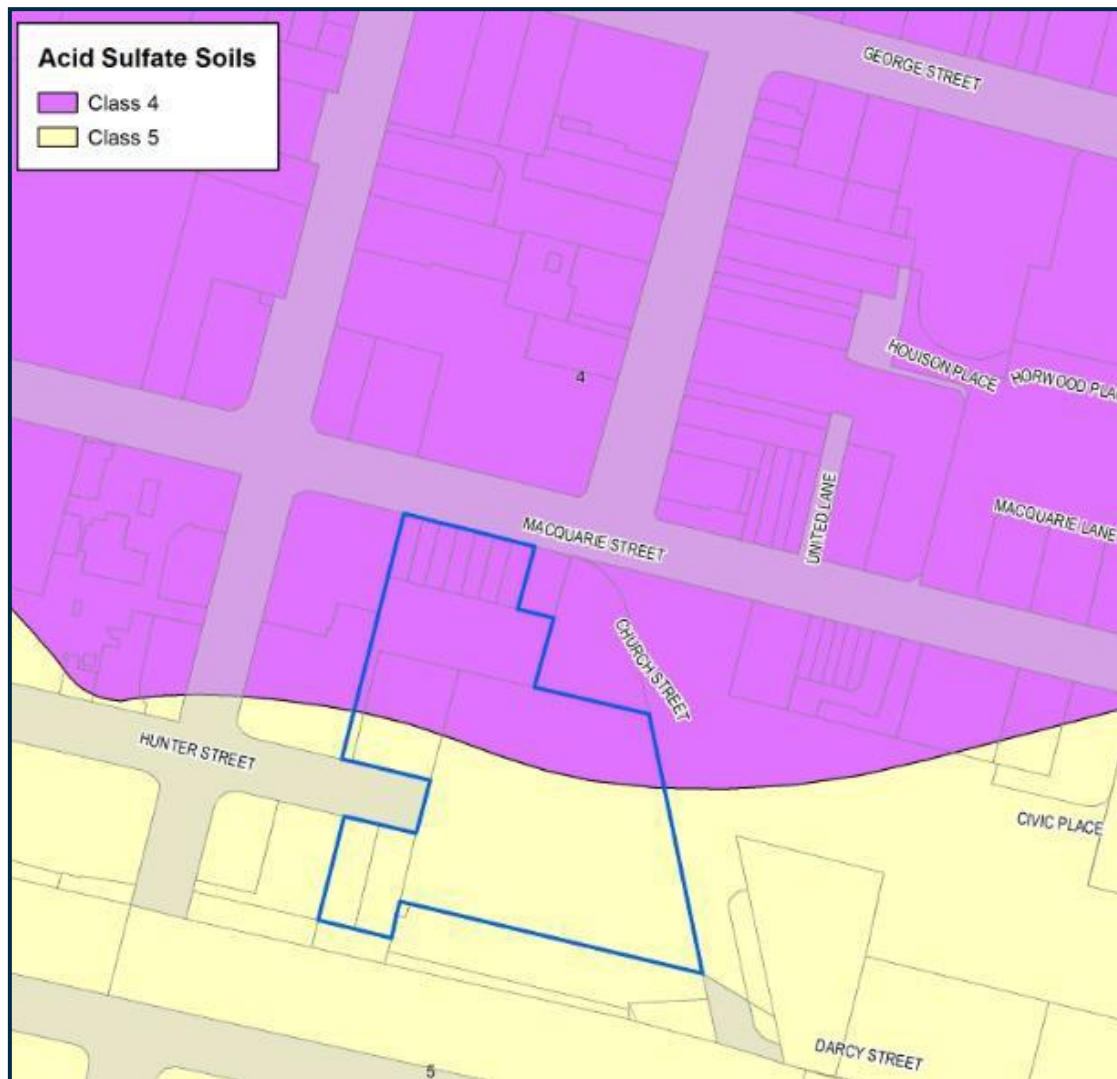 Acid Sulfate Soils
Class 4
Class 5
GEORGE STREET
HOUISON PLACE
HORWOOD PLA
4
UNITED LANE
MACQUARIE LANE
MACQUARIE STREET
CHURCH STREET
HUNTER STREET
CIVIC PLACE
DARCY STREET
5